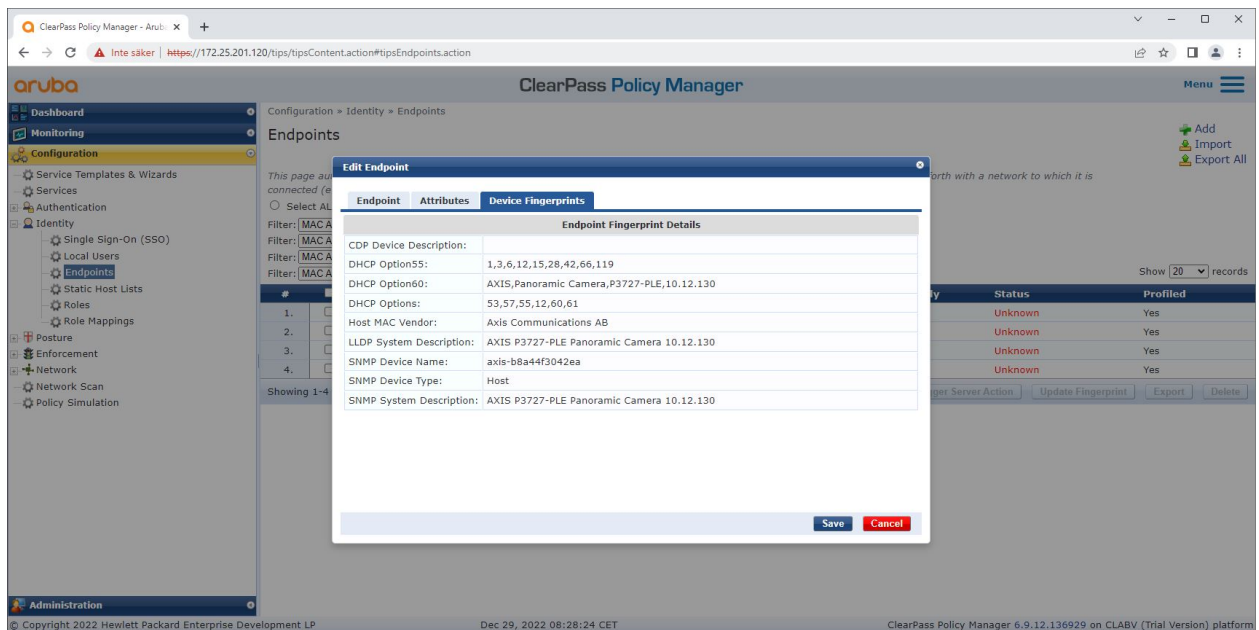 ClearPass Policy Manager - Arub
Inte säker | https://172.25.201.120/tips/tipsContent.action#tipsEndpoints.action
aruba
ClearPass Policy Manager
Menu
Dashboard
Monitoring
Configuration
Service Templates & Wizards
Services
Authentication
Identity
Single Sign-On (SSO)
Local Users
Endpoints
Static Host Lists
Roles
Role Mappings
Posture
Enforcement
Network
Network Scan
Policy Simulation
Administration
Configuration » Identity » Endpoints
Endpoints
Add
Import
Export All
This page au
orth with a network to which it is
connected (e
Select AL
Filter: MAC A
Filter: MAC A
Filter: MAC A
Filter: MAC A
Show 20 records
# Status Profiled
1. Unknown Yes
2. Unknown Yes
3. Unknown Yes
4. Unknown Yes
Showing 1-4
ger Server Action Update Fingerprint Export Delete
Edit Endpoint
Endpoint Attributes Device Fingerprints
Endpoint Fingerprint Details
CDP Device Description:
DHCP Option55: 1,3,6,12,15,28,42,66,119
DHCP Option60: AXIS,Panoramic Camera,P3727-PLE,10.12.130
DHCP Options: 53,57,55,12,60,61
Host MAC Vendor: Axis Communications AB
LLDP System Description: AXIS P3727-PLE Panoramic Camera 10.12.130
SNMP Device Name: axis-b8a44f3042ea
SNMP Device Type: Host
SNMP System Description: AXIS P3727-PLE Panoramic Camera 10.12.130
Save Cancel
© Copyright 2022 Hewlett Packard Enterprise Development LP
Dec 29, 2022 08:28:24 CET
ClearPass Policy Manager 6.9.12.136929 on CLABV (Trial Version) platform